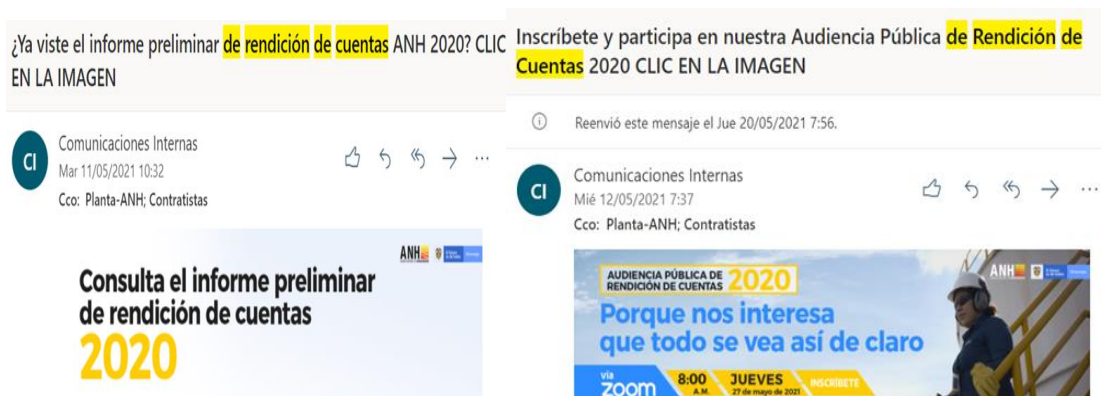 ¿Ya viste el informe preliminar de rendición de cuentas ANH 2020? CLIC
EN LA IMAGEN
CI
Comunicaciones Internas
Mar 11/05/2021 10:32
Cco: Planta-ANH; Contratistas
ANH
Consulta el informe preliminar
de rendición de cuentas
2020
Inscríbete y participa en nuestra Audiencia Pública de Rendición de
Cuentas 2020 CLIC EN LA IMAGEN
Reenvió este mensaje el Jue 20/05/2021 7:56.
CI
Comunicaciones Internas
Mié 12/05/2021 7:37
Cco: Planta-ANH; Contratistas
AUDIENCIA PÚBLICA DE
RENDICIÓN DE CUENTAS 2020
ANH
Porque nos interesa
que todo se vea así de claro
vía
zoom
8:00
A.M.
JUEVES
27 de mayo de 2021
INSCRÍBETE